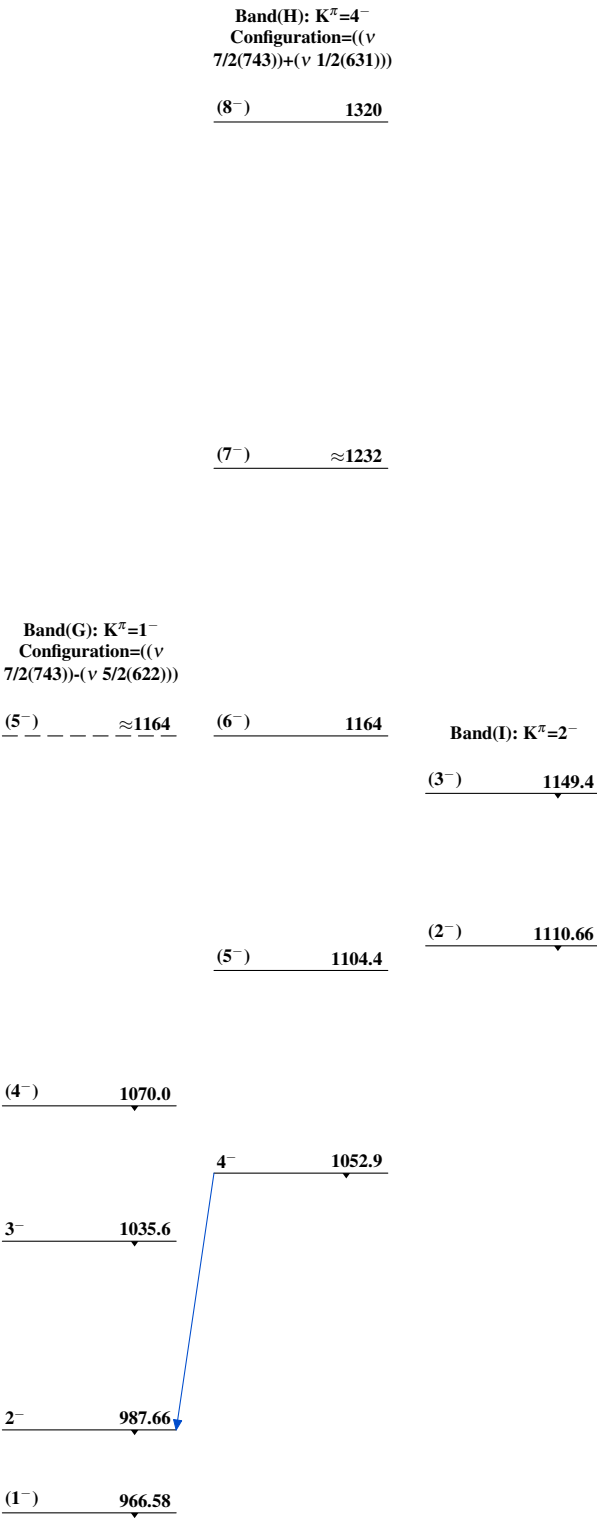 Band(H): Kπ=4⁻
Configuration=((ν
7/2(743))+(ν 1/2(631)))
(8⁻) 1320
(7⁻) ≈1232
Band(G): Kπ=1⁻
Configuration=((ν
7/2(743))-(ν 5/2(622)))
(5⁻) ≈1164
(6⁻) 1164
Band(I): Kπ=2⁻
(3⁻) 1149.4
(2⁻) 1110.66
(5⁻) 1104.4
(4⁻) 1070.0
4⁻ 1052.9
3⁻ 1035.6
2⁻ 987.66
(1⁻) 966.58